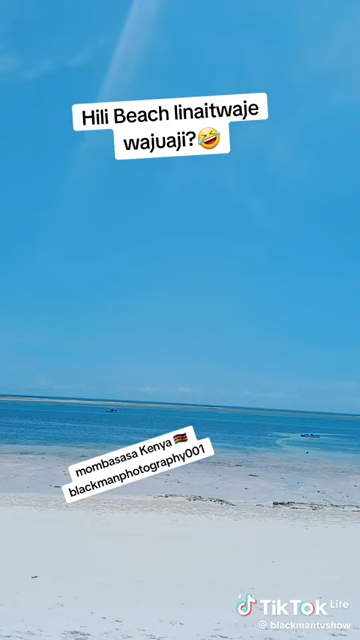 Hili Beach linaitwaje
wajuaji?🤣
mombasasa Kenya 🇰🇪
blackmanphotography001
TikTok Lite
@blackmantvshow